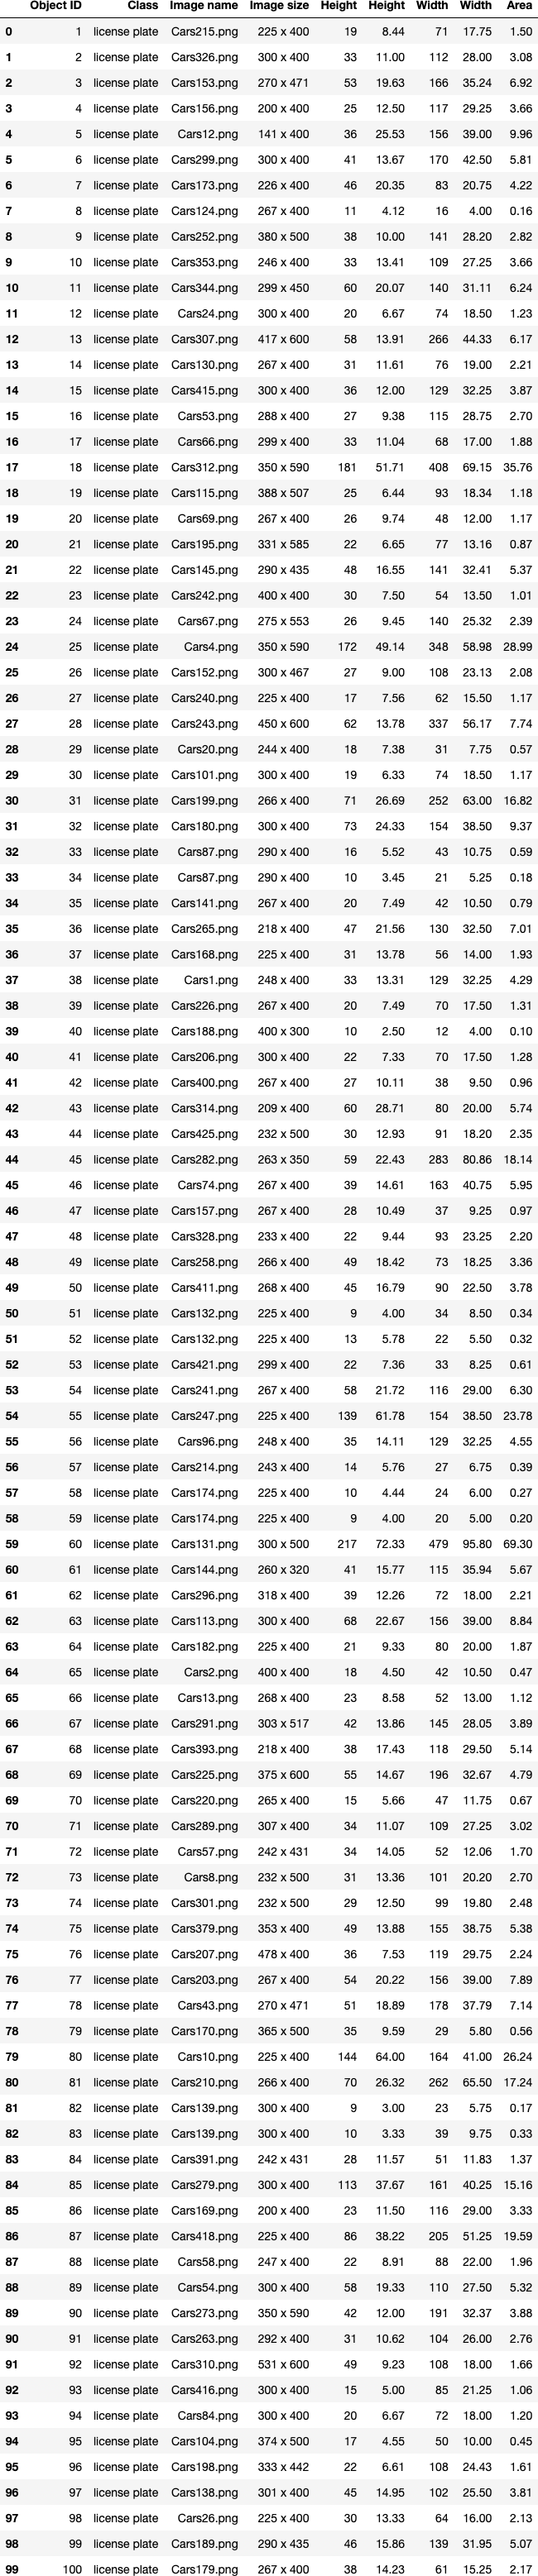 Object ID Class Image name Image size Height Height Width Width Area
0 1 license plate Cars215.png 225 x 400 19 8.44 71 17.75 1.50
1 2 license plate Cars326.png 300 x 400 33 11.00 112 28.00 3.08
2 3 license plate Cars153.png 270 x 471 53 19.63 166 35.24 6.92
3 4 license plate Cars156.png 200 x 400 25 12.50 117 29.25 3.66
4 5 license plate Cars12.png 141 x 400 36 25.53 156 39.00 9.96
5 6 license plate Cars299.png 300 x 400 41 13.67 170 42.50 5.81
6 7 license plate Cars173.png 226 x 400 46 20.35 83 20.75 4.22
7 8 license plate Cars124.png 267 x 400 11 4.12 16 4.00 0.16
8 9 license plate Cars252.png 380 x 500 38 10.00 141 28.20 2.82
9 10 license plate Cars353.png 246 x 400 33 13.41 109 27.25 3.66
10 11 license plate Cars344.png 299 x 450 60 20.07 140 31.11 6.24
11 12 license plate Cars24.png 300 x 400 20 6.67 74 18.50 1.23
12 13 license plate Cars307.png 417 x 600 58 13.91 266 44.33 6.17
13 14 license plate Cars130.png 267 x 400 31 11.61 76 19.00 2.21
14 15 license plate Cars415.png 300 x 400 36 12.00 129 32.25 3.87
15 16 license plate Cars53.png 288 x 400 27 9.38 115 28.75 2.70
16 17 license plate Cars66.png 299 x 400 33 11.04 68 17.00 1.88
17 18 license plate Cars312.png 350 x 590 181 51.71 408 69.15 35.76
18 19 license plate Cars115.png 388 x 507 25 6.44 93 18.34 1.18
19 20 license plate Cars69.png 267 x 400 26 9.74 48 12.00 1.17
20 21 license plate Cars195.png 331 x 585 22 6.65 77 13.16 0.87
21 22 license plate Cars145.png 290 x 435 48 16.55 141 32.41 5.37
22 23 license plate Cars242.png 400 x 400 30 7.50 54 13.50 1.01
23 24 license plate Cars67.png 275 x 553 26 9.45 140 25.32 2.39
24 25 license plate Cars4.png 350 x 590 172 49.14 348 58.98 28.99
25 26 license plate Cars152.png 300 x 467 27 9.00 108 23.13 2.08
26 27 license plate Cars240.png 225 x 400 17 7.56 62 15.50 1.17
27 28 license plate Cars243.png 450 x 600 62 13.78 337 56.17 7.74
28 29 license plate Cars20.png 244 x 400 18 7.38 31 7.75 0.57
29 30 license plate Cars101.png 300 x 400 19 6.33 74 18.50 1.17
30 31 license plate Cars199.png 266 x 400 71 26.69 252 63.00 16.82
31 32 license plate Cars180.png 300 x 400 73 24.33 154 38.50 9.37
32 33 license plate Cars87.png 290 x 400 16 5.52 43 10.75 0.59
33 34 license plate Cars87.png 290 x 400 10 3.45 21 5.25 0.18
34 35 license plate Cars141.png 267 x 400 20 7.49 42 10.50 0.79
35 36 license plate Cars265.png 218 x 400 47 21.56 130 32.50 7.01
36 37 license plate Cars168.png 225 x 400 31 13.78 56 14.00 1.93
37 38 license plate Cars1.png 248 x 400 33 13.31 129 32.25 4.29
38 39 license plate Cars226.png 267 x 400 20 7.49 70 17.50 1.31
39 40 license plate Cars188.png 400 x 300 10 2.50 12 4.00 0.10
40 41 license plate Cars206.png 300 x 400 22 7.33 70 17.50 1.28
41 42 license plate Cars400.png 267 x 400 27 10.11 38 9.50 0.96
42 43 license plate Cars314.png 209 x 400 60 28.71 80 20.00 5.74
43 44 license plate Cars425.png 232 x 500 30 12.93 91 18.20 2.35
44 45 license plate Cars282.png 263 x 350 59 22.43 283 80.86 18.14
45 46 license plate Cars74.png 267 x 400 39 14.61 163 40.75 5.95
46 47 license plate Cars157.png 267 x 400 28 10.49 37 9.25 0.97
47 48 license plate Cars328.png 233 x 400 22 9.44 93 23.25 2.20
48 49 license plate Cars258.png 266 x 400 49 18.42 73 18.25 3.36
49 50 license plate Cars411.png 268 x 400 45 16.79 90 22.50 3.78
50 51 license plate Cars132.png 225 x 400 9 4.00 34 8.50 0.34
51 52 license plate Cars132.png 225 x 400 13 5.78 22 5.50 0.32
52 53 license plate Cars421.png 299 x 400 22 7.36 33 8.25 0.61
53 54 license plate Cars241.png 267 x 400 58 21.72 116 29.00 6.30
54 55 license plate Cars247.png 225 x 400 139 61.78 154 38.50 23.78
55 56 license plate Cars96.png 248 x 400 35 14.11 129 32.25 4.55
56 57 license plate Cars214.png 243 x 400 14 5.76 27 6.75 0.39
57 58 license plate Cars174.png 225 x 400 10 4.44 24 6.00 0.27
58 59 license plate Cars174.png 225 x 400 9 4.00 20 5.00 0.20
59 60 license plate Cars131.png 300 x 500 217 72.33 479 95.80 69.30
60 61 license plate Cars144.png 260 x 320 41 15.77 115 35.94 5.67
61 62 license plate Cars296.png 318 x 400 39 12.26 72 18.00 2.21
62 63 license plate Cars113.png 300 x 400 68 22.67 156 39.00 8.84
63 64 license plate Cars182.png 225 x 400 21 9.33 80 20.00 1.87
64 65 license plate Cars2.png 400 x 400 18 4.50 42 10.50 0.47
65 66 license plate Cars13.png 268 x 400 23 8.58 52 13.00 1.12
66 67 license plate Cars291.png 303 x 517 42 13.86 145 28.05 3.89
67 68 license plate Cars393.png 218 x 400 38 17.43 118 29.50 5.14
68 69 license plate Cars225.png 375 x 600 55 14.67 196 32.67 4.79
69 70 license plate Cars220.png 265 x 400 15 5.66 47 11.75 0.67
70 71 license plate Cars289.png 307 x 400 34 11.07 109 27.25 3.02
71 72 license plate Cars57.png 242 x 431 34 14.05 52 12.06 1.70
72 73 license plate Cars8.png 232 x 500 31 13.36 101 20.20 2.70
73 74 license plate Cars301.png 232 x 500 29 12.50 99 19.80 2.48
74 75 license plate Cars379.png 353 x 400 49 13.88 155 38.75 5.38
75 76 license plate Cars207.png 478 x 400 36 7.53 119 29.75 2.24
76 77 license plate Cars203.png 267 x 400 54 20.22 156 39.00 7.89
77 78 license plate Cars43.png 270 x 471 51 18.89 178 37.79 7.14
78 79 license plate Cars170.png 365 x 500 35 9.59 29 5.80 0.56
79 80 license plate Cars10.png 225 x 400 144 64.00 164 41.00 26.24
80 81 license plate Cars210.png 266 x 400 70 26.32 262 65.50 17.24
81 82 license plate Cars139.png 300 x 400 9 3.00 23 5.75 0.17
82 83 license plate Cars139.png 300 x 400 10 3.33 39 9.75 0.33
83 84 license plate Cars391.png 242 x 431 28 11.57 51 11.83 1.37
84 85 license plate Cars279.png 300 x 400 113 37.67 161 40.25 15.16
85 86 license plate Cars169.png 200 x 400 23 11.50 116 29.00 3.33
86 87 license plate Cars418.png 225 x 400 86 38.22 205 51.25 19.59
87 88 license plate Cars58.png 247 x 400 22 8.91 88 22.00 1.96
88 89 license plate Cars54.png 300 x 400 58 19.33 110 27.50 5.32
89 90 license plate Cars273.png 350 x 590 42 12.00 191 32.37 3.88
90 91 license plate Cars263.png 292 x 400 31 10.62 104 26.00 2.76
91 92 license plate Cars310.png 531 x 600 49 9.23 108 18.00 1.66
92 93 license plate Cars416.png 300 x 400 15 5.00 85 21.25 1.06
93 94 license plate Cars84.png 300 x 400 20 6.67 72 18.00 1.20
94 95 license plate Cars104.png 374 x 500 17 4.55 50 10.00 0.45
95 96 license plate Cars198.png 333 x 442 22 6.61 108 24.43 1.61
96 97 license plate Cars138.png 301 x 400 45 14.95 102 25.50 3.81
97 98 license plate Cars26.png 225 x 400 30 13.33 64 16.00 2.13
98 99 license plate Cars189.png 290 x 435 46 15.86 139 31.95 5.07
99 100 license plate Cars179.png 267 x 400 38 14.23 61 15.25 2.17